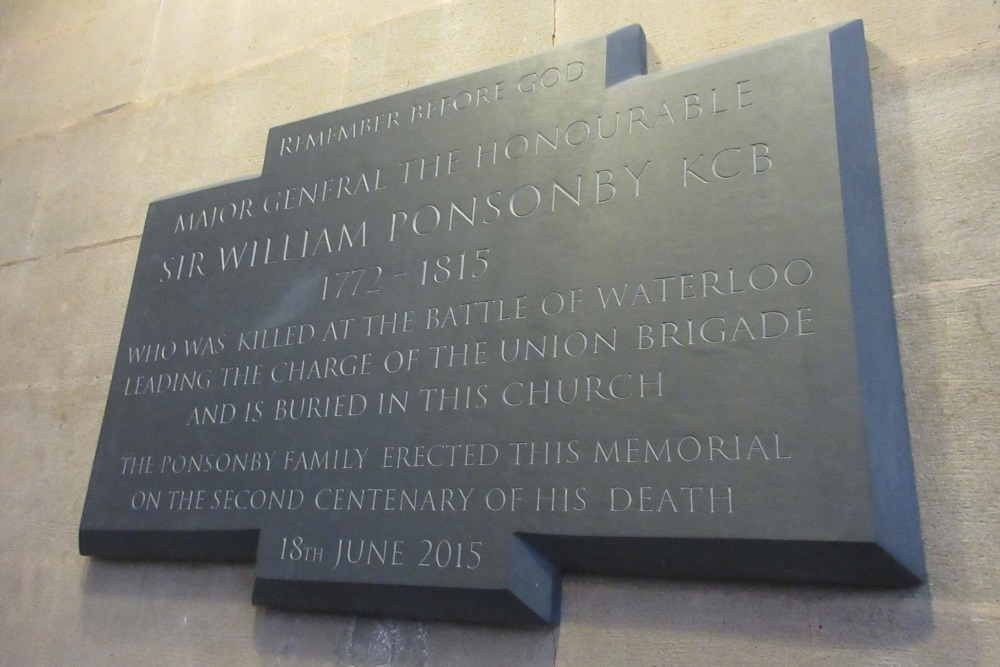 REMEMBER BEFORE GOD
MAJOR GENERAL THE HONOURABLE
SIR WILLIAM PONSONBY KCB
1772 - 1815
WHO WAS KILLED AT THE BATTLE OF WATERLOO
LEADING THE CHARGE OF THE UNION BRIGADE
AND IS BURIED IN THIS CHURCH
THE PONSONBY FAMILY ERECTED THIS MEMORIAL
ON THE SECOND CENTENARY OF HIS DEATH
18TH JUNE 2015